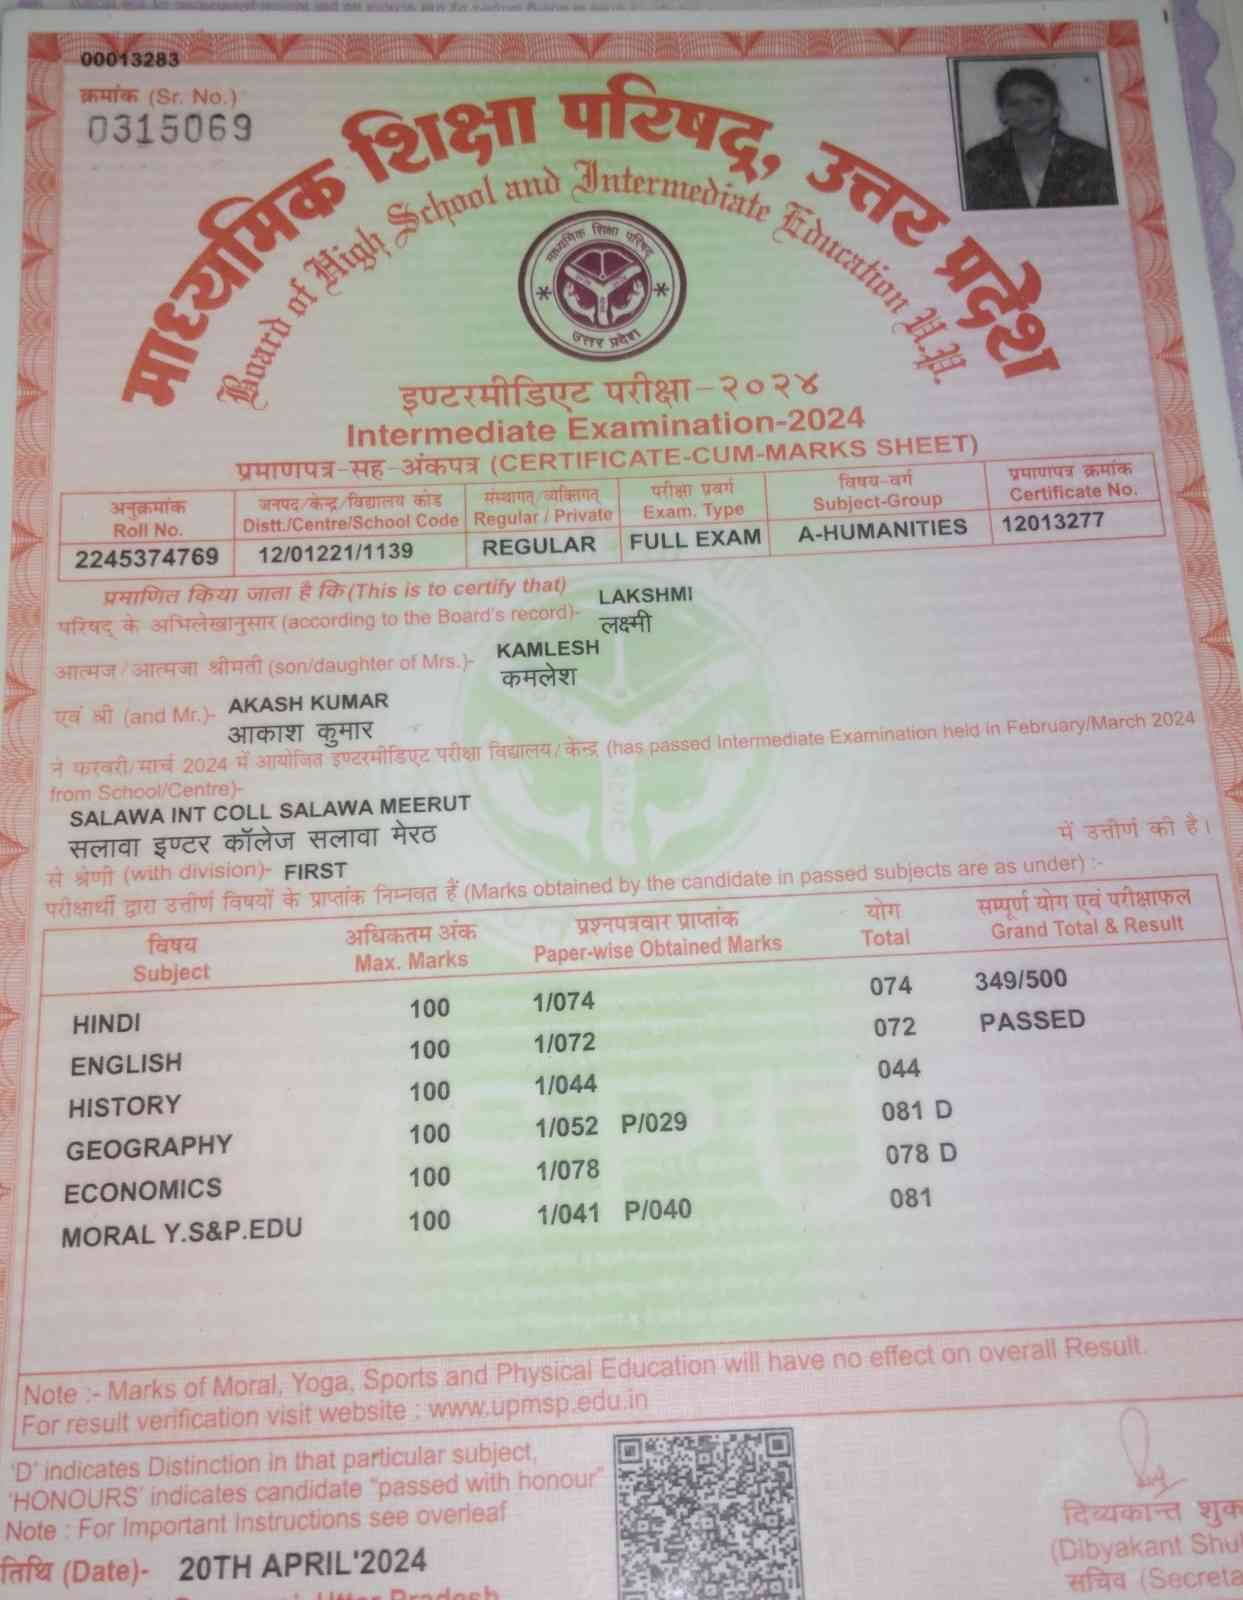 00013283
क्रमांक (Sr. No.)
0315069
माध्यमिक शिक्षा परिषद्, उत्तर प्रदेश
Board of High School and Intermediate Education U.P.
माध्यमिक शिक्षा परिषद्
उत्तर प्रदेश
इण्टरमीडिएट परीक्षा-२०२४
Intermediate Examination-2024
प्रमाणपत्र-सह-अंकपत्र (CERTIFICATE-CUM-MARKS SHEET)
अनुक्रमांक जनपद/केन्द्र/विद्यालय कोड संस्थागत/व्यक्तिगत परीक्षा प्रवर्ग विषय-वर्ग प्रमाणपत्र क्रमांक
Roll No. Distt./Centre/School Code Regular / Private Exam. Type Subject-Group Certificate No.
2245374769 12/01221/1139 REGULAR FULL EXAM A-HUMANITIES 12013277
प्रमाणित किया जाता है कि (This is to certify that)
परिषद् के अभिलेखानुसार (according to the Board's record)- LAKSHMI
लक्ष्मी
आत्मज/आत्मजा श्रीमती (son/daughter of Mrs.)- KAMLESH
कमलेश
एवं श्री (and Mr.)- AKASH KUMAR
आकाश कुमार
ने फरवरी/मार्च 2024 में आयोजित इण्टरमीडिएट परीक्षा विद्यालय/केन्द्र (has passed Intermediate Examination held in February/March 2024
from School/Centre)-
SALAWA INT COLL SALAWA MEERUT
सलावा इण्टर कॉलेज सलावा मेरठ
में उत्तीर्ण की है।
से श्रेणी (with division)- FIRST
परीक्षार्थी द्वारा उत्तीर्ण विषयों के प्राप्तांक निम्नवत हैं (Marks obtained by the candidate in passed subjects are as under) :-
विषय अधिकतम अंक प्रश्नपत्रवार प्राप्तांक योग सम्पूर्ण योग एवं परीक्षाफल
Subject Max. Marks Paper-wise Obtained Marks Total Grand Total & Result
HINDI 100 1/074 074 349/500
ENGLISH 100 1/072 072 PASSED
HISTORY 100 1/044 044
GEOGRAPHY 100 1/052 P/029 081 D
ECONOMICS 100 1/078 078 D
MORAL Y.S&P.EDU 100 1/041 P/040 081
Note :- Marks of Moral, Yoga, Sports and Physical Education will have no effect on overall Result.
For result verification visit website : www.upmsp.edu.in
'D' indicates Distinction in that particular subject,
'HONOURS' indicates candidate "passed with honour"
Note : For Important Instructions see overleaf
तिथि (Date)- 20TH APRIL'2024
दिव्यकान्त शुक
(Dibyakant Shul
सचिव (Secreta